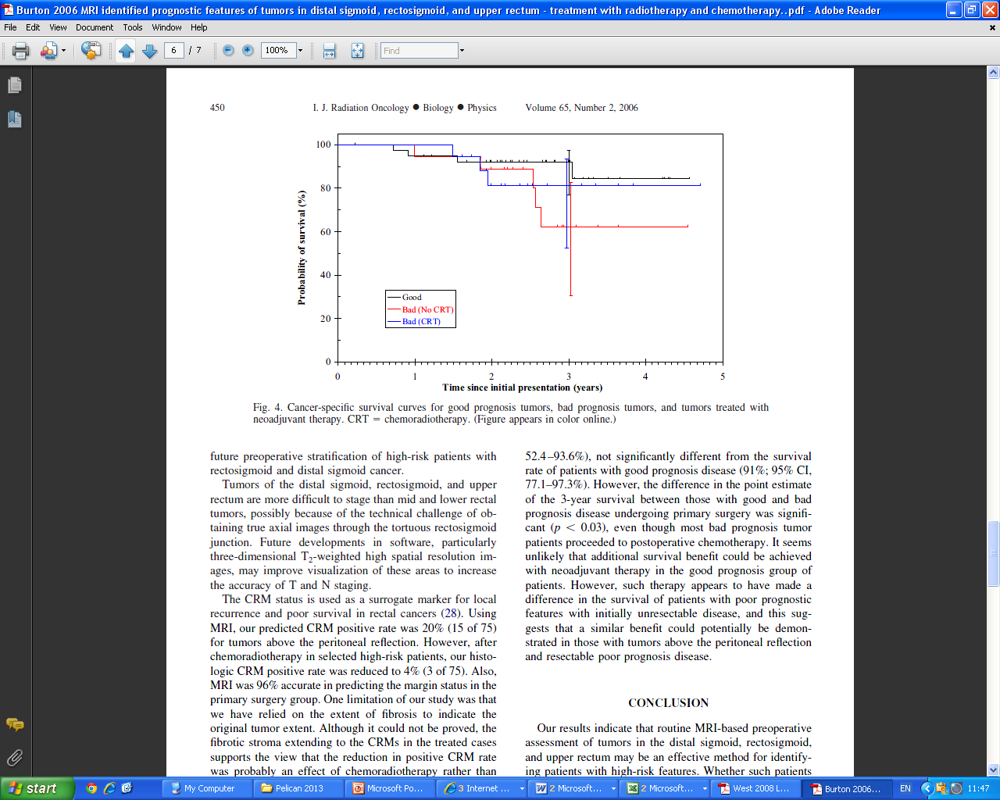 Burton 2006 MRI identified prognostic features of tumors in distal sigmoid, rectosigmoid, and upper rectum - treatment with radiotherapy and chemotherapy..pdf - Adobe Reader
File Edit View Document Tools Window Help
6 / 7 100% Find
450 I. J. Radiation Oncology ● Biology ● Physics Volume 65, Number 2, 2006
100
80
60
40
20
0
Probability of survival (%)
Good
Bad (No CRT)
Bad (CRT)
0 1 2 3 4 5
Time since initial presentation (years)
Fig. 4. Cancer-specific survival curves for good prognosis tumors, bad prognosis tumors, and tumors treated with
neoadjuvant therapy. CRT = chemoradiotherapy. (Figure appears in color online.)
future preoperative stratification of high-risk patients with
rectosigmoid and distal sigmoid cancer.
Tumors of the distal sigmoid, rectosigmoid, and upper
rectum are more difficult to stage than mid and lower rectal
tumors, possibly because of the technical challenge of ob-
taining true axial images through the tortuous rectosigmoid
junction. Future developments in software, particularly
three-dimensional T2-weighted high spatial resolution im-
ages, may improve visualization of these areas to increase
the accuracy of T and N staging.
The CRM status is used as a surrogate marker for local
recurrence and poor survival in rectal cancers (28). Using
MRI, our predicted CRM positive rate was 20% (15 of 75)
for tumors above the peritoneal reflection. However, after
chemoradiotherapy in selected high-risk patients, our histo-
logic CRM positive rate was reduced to 4% (3 of 75). Also,
MRI was 96% accurate in predicting the margin status in the
primary surgery group. One limitation of our study was that
we have relied on the extent of fibrosis to indicate the
original tumor extent. Although it could not be proved, the
fibrotic stroma extending to the CRMs in the treated cases
supports the view that the reduction in positive CRM rate
was probably an effect of chemoradiotherapy rather than
52.4–93.6%), not significantly different from the survival
rate of patients with good prognosis disease (91%; 95% CI,
77.1–97.3%). However, the difference in the point estimate
of the 3-year survival between those with good and bad
prognosis disease undergoing primary surgery was signifi-
cant (p < 0.03), even though most bad prognosis tumor
patients proceeded to postoperative chemotherapy. It seems
unlikely that additional survival benefit could be achieved
with neoadjuvant therapy in the good prognosis group of
patients. However, such therapy appears to have made a
difference in the survival of patients with poor prognostic
features with initially unresectable disease, and this sug-
gests that a similar benefit could potentially be demon-
strated in those with tumors above the peritoneal reflection
and resectable poor prognosis disease.
CONCLUSION
Our results indicate that routine MRI-based preoperative
assessment of tumors in the distal sigmoid, rectosigmoid,
and upper rectum may be an effective method for identify-
ing patients with high-risk features. Whether such patients
start My Computer Pelican 2013 Microsoft Po... 3 Internet ... 2 Microsoft... 2 Microsoft... West 2008 L... Burton 2006... EN 11:47